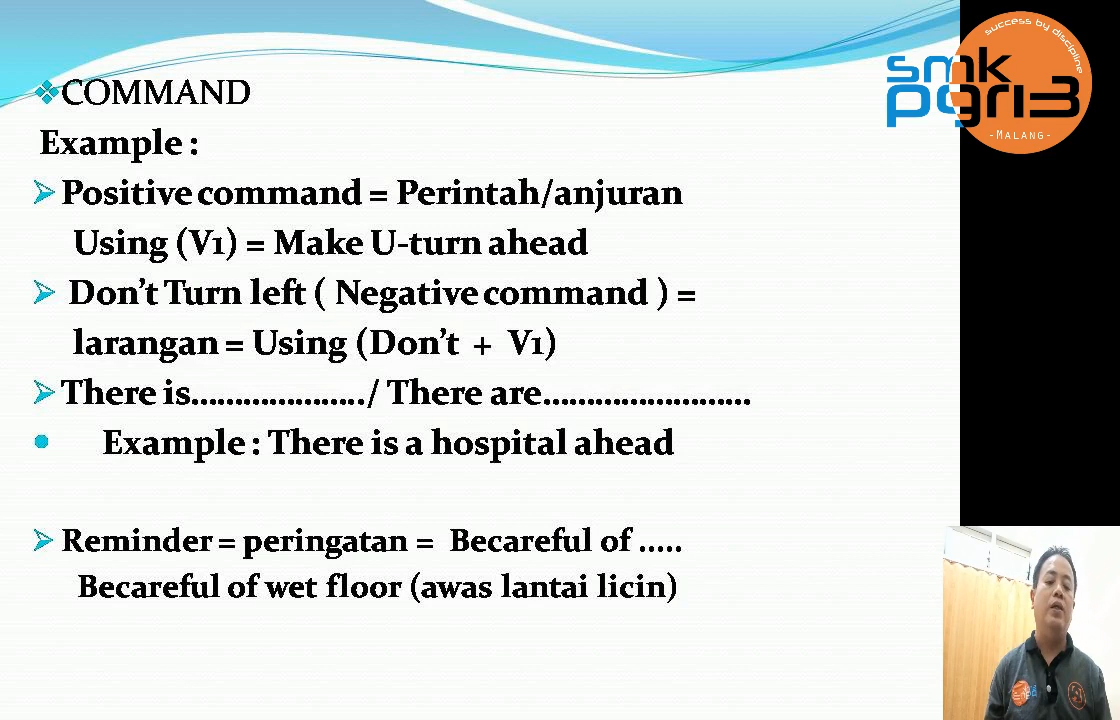 COMMAND
Example :
Positive command = Perintah/anjuran
Using (V1) = Make U-turn ahead
Don’t Turn left ( Negative command ) =
larangan = Using (Don’t + V1)
There is...................../ There are........................
Example : There is a hospital ahead
Reminder = peringatan = Becareful of .....
Becareful of wet floor (awas lantai licin)
success by discipline
smk
pgri3
-MALANG-